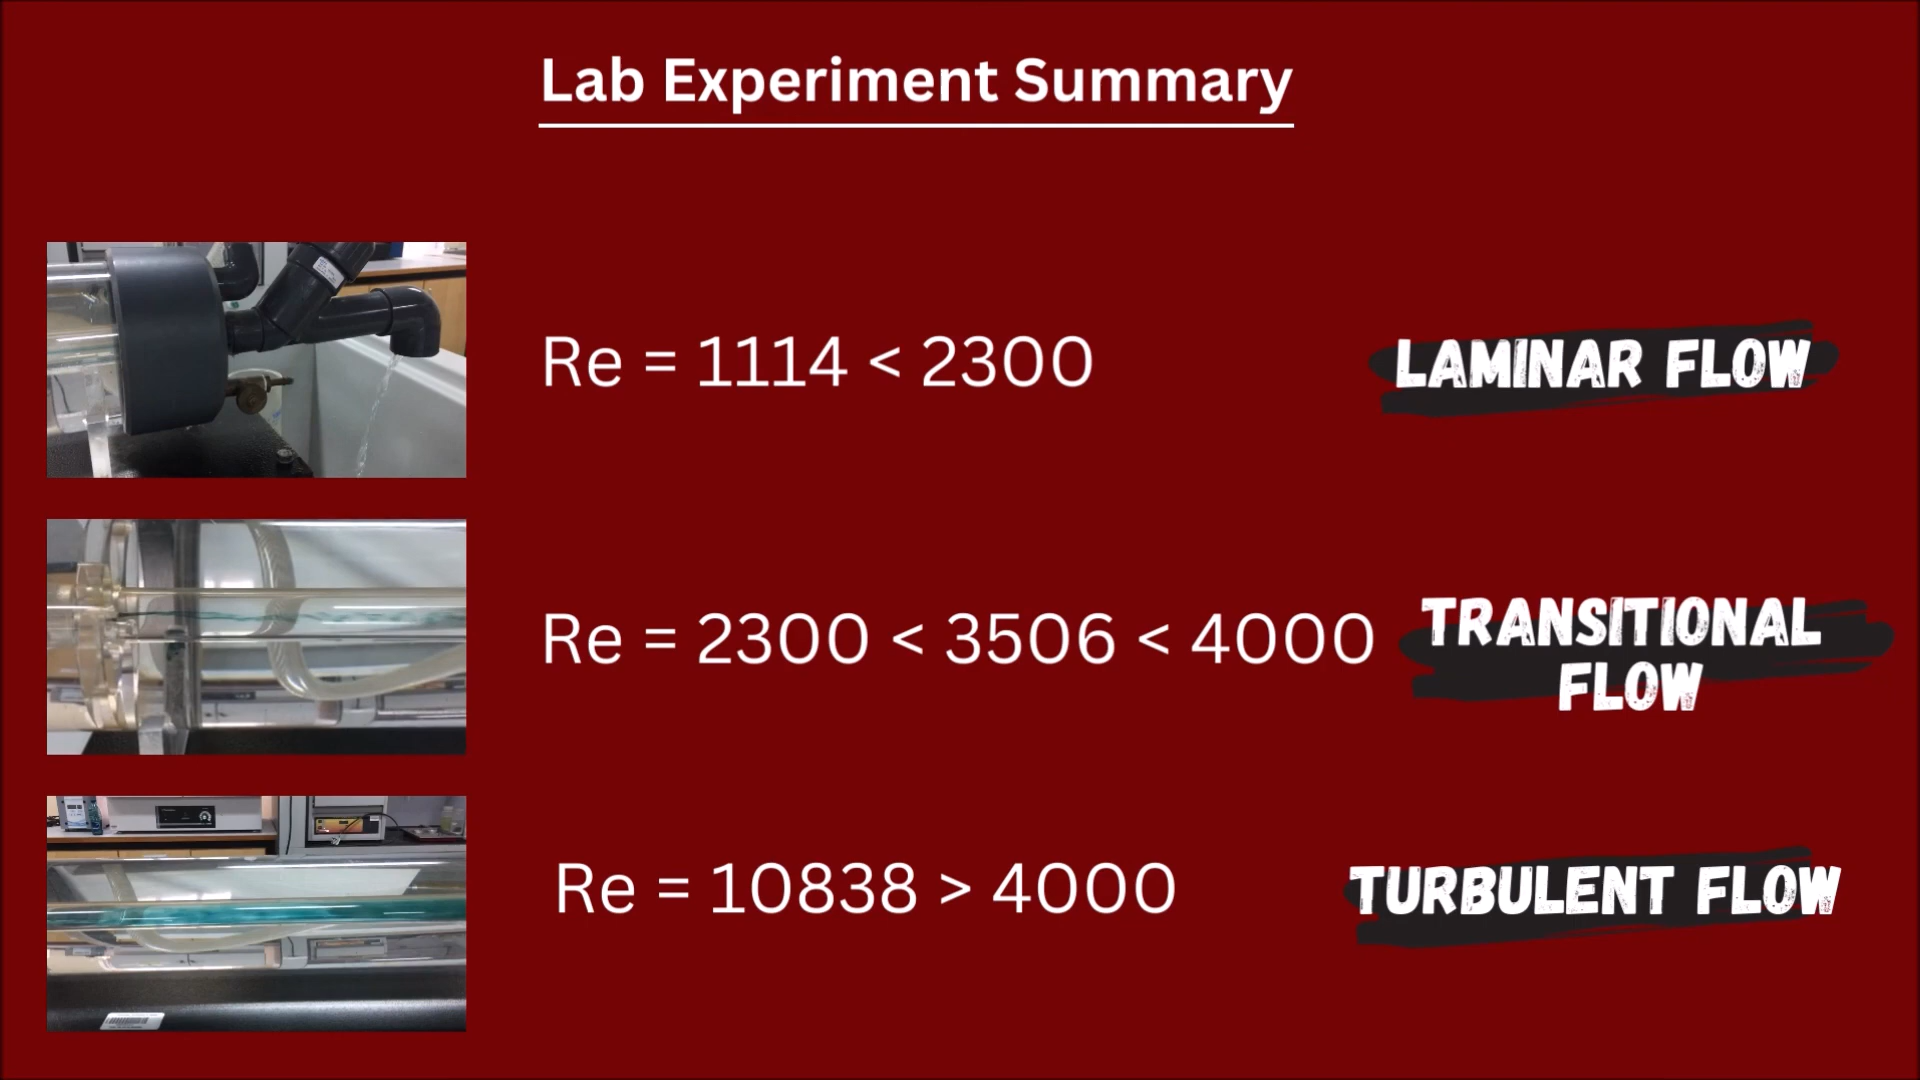 Lab Experiment Summary
Re = 1114 < 2300
LAMINAR FLOW
Re = 2300 < 3506 < 4000
TRANSITIONAL
FLOW
Re = 10838 > 4000
TURBULENT FLOW